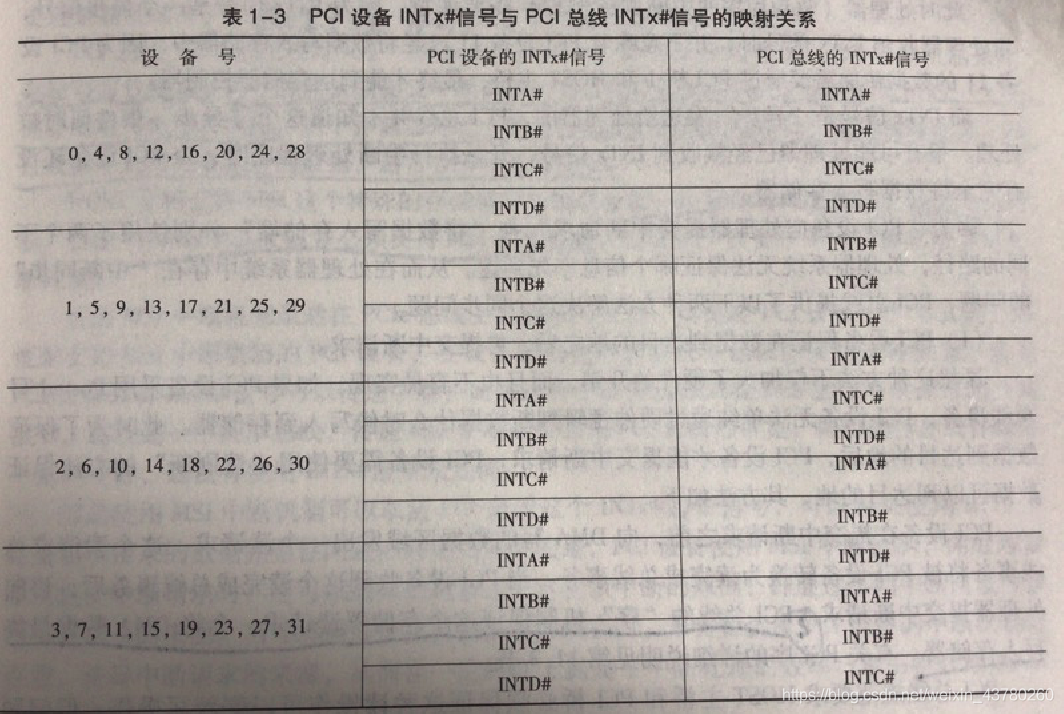 表 1-3 PCI 设备 INTx#信号与 PCI 总线 INTx#信号的映射关系
设 备 号 PCI 设备的 INTx#信号 PCI 总线的 INTx#信号
0, 4, 8, 12, 16, 20, 24, 28
INTA# INTA#
INTB# INTB#
INTC# INTC#
INTD# INTD#
1, 5, 9, 13, 17, 21, 25, 29
INTA# INTB#
INTB# INTC#
INTC# INTD#
INTD# INTA#
2, 6, 10, 14, 18, 22, 26, 30
INTA# INTC#
INTB# INTD#
INTC# INTA#
INTD# INTB#
3, 7, 11, 15, 19, 23, 27, 31
INTA# INTD#
INTB# INTA#
INTC# INTB#
INTD# INTC#
https://blog.csdn.net/weixin_43780260